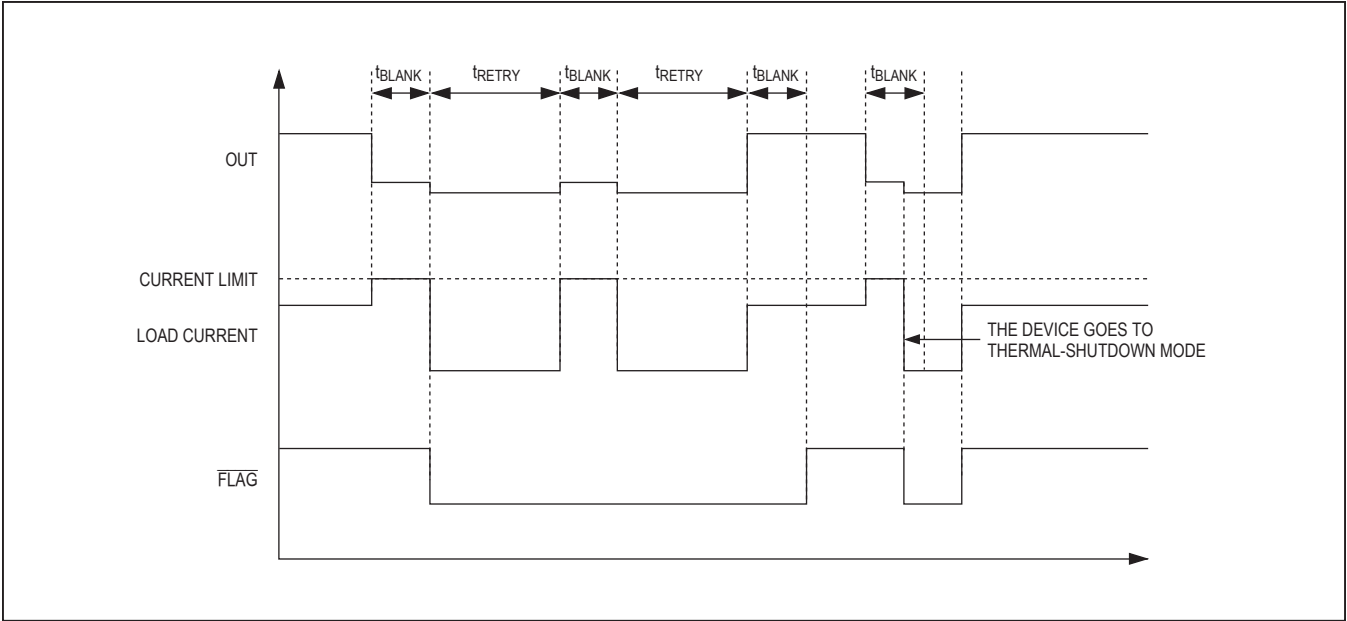 tBLANK tRETRY tBLANK tRETRY tBLANK tBLANK
OUT
CURRENT LIMIT
LOAD CURRENT
THE DEVICE GOES TO
THERMAL-SHUTDOWN MODE
FLAG